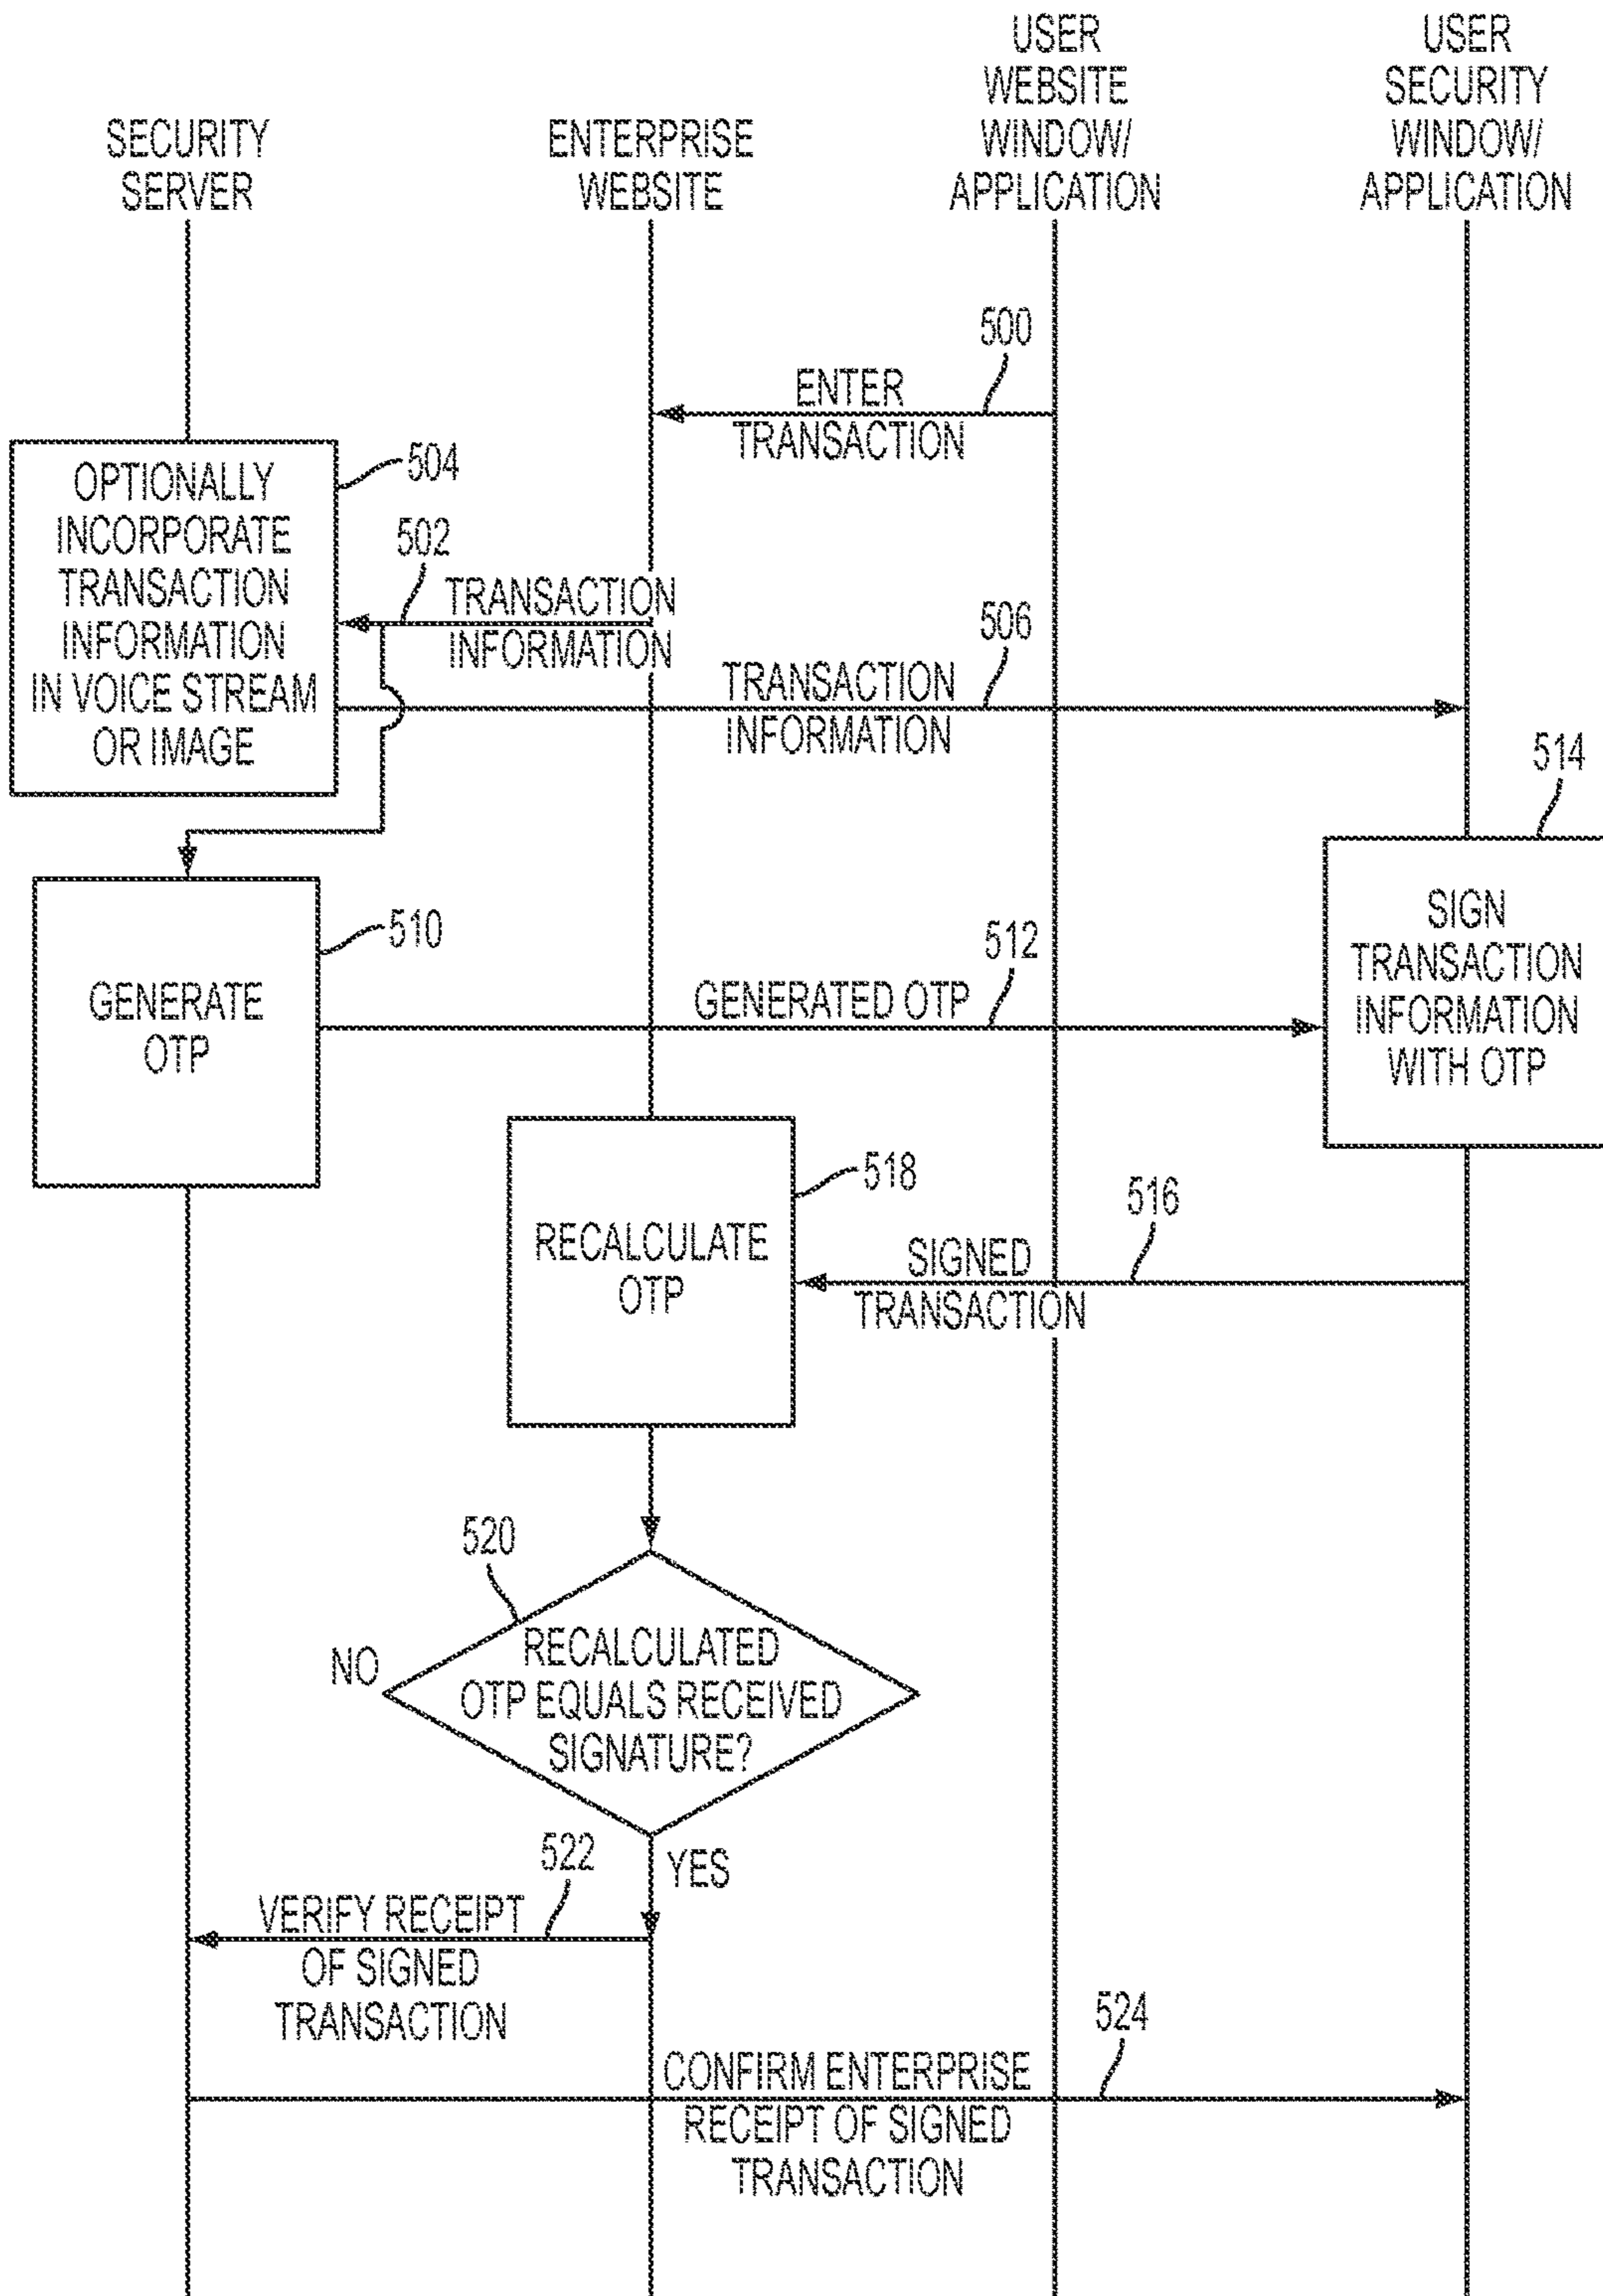 SECURITY
SERVER
ENTERPRISE
WEBSITE
USER
WEBSITE
WINDOW/
APPLICATION
USER
SECURITY
WINDOW/
APPLICATION
500
ENTER
TRANSACTION
504
OPTIONALLY
INCORPORATE
TRANSACTION
INFORMATION
IN VOICE STREAM
OR IMAGE
502
TRANSACTION
INFORMATION
506
TRANSACTION
INFORMATION
514
SIGN
TRANSACTION
INFORMATION
WITH OTP
510
GENERATE
OTP
512
GENERATED OTP
518
RECALCULATE
OTP
516
SIGNED
TRANSACTION
520
NO
RECALCULATED
OTP EQUALS RECEIVED
SIGNATURE?
YES
522
VERIFY RECEIPT
OF SIGNED
TRANSACTION
524
CONFIRM ENTERPRISE
RECEIPT OF SIGNED
TRANSACTION